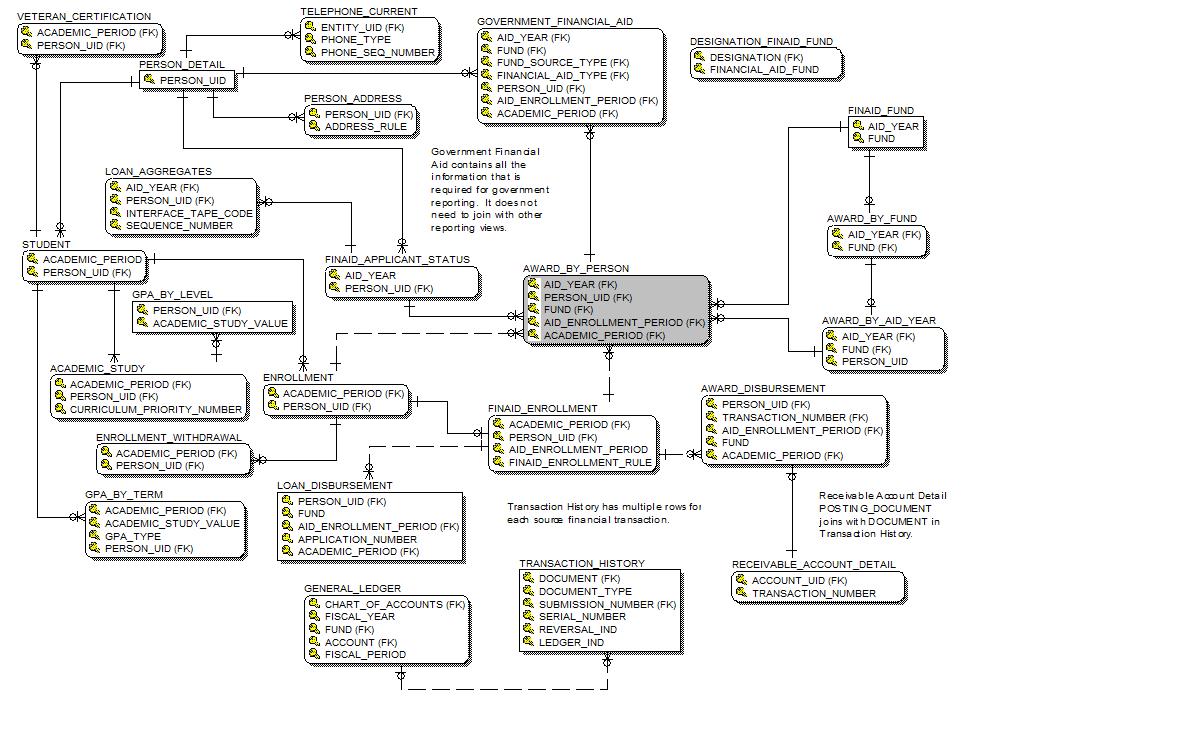 VETERAN_CERTIFICATION
ACADEMIC_PERIOD (FK)
PERSON_UID (FK)
TELEPHONE_CURRENT
ENTITY_UID (FK)
PHONE_TYPE
PHONE_SEQ_NUMBER
GOVERNMENT_FINANCIAL_AID
AID_YEAR (FK)
FUND (FK)
FUND_SOURCE_TYPE (FK)
FINANCIAL_AID_TYPE (FK)
PERSON_UID (FK)
AID_ENROLLMENT_PERIOD (FK)
ACADEMIC_PERIOD (FK)
DESIGNATION_FINAID_FUND
DESIGNATION (FK)
FINANCIAL_AID_FUND
PERSON_DETAIL
PERSON_UID
PERSON_ADDRESS
PERSON_UID (FK)
ADDRESS_RULE
FINAID_FUND
AID_YEAR
FUND
Government Financial
Aid contains all the
information that is
required for government
reporting. It does not
need to join with other
reporting views.
LOAN_AGGREGATES
AID_YEAR (FK)
PERSON_UID (FK)
INTERFACE_TAPE_CODE
SEQUENCE_NUMBER
AWARD_BY_FUND
AID_YEAR (FK)
FUND (FK)
STUDENT
ACADEMIC_PERIOD
PERSON_UID (FK)
FINAID_APPLICANT_STATUS
AID_YEAR
PERSON_UID (FK)
AWARD_BY_PERSON
AID_YEAR (FK)
PERSON_UID (FK)
FUND (FK)
AID_ENROLLMENT_PERIOD (FK)
ACADEMIC_PERIOD (FK)
GPA_BY_LEVEL
PERSON_UID (FK)
ACADEMIC_STUDY_VALUE
AWARD_BY_AID_YEAR
AID_YEAR (FK)
FUND (FK)
PERSON_UID
ACADEMIC_STUDY
ACADEMIC_PERIOD (FK)
PERSON_UID (FK)
CURRICULUM_PRIORITY_NUMBER
ENROLLMENT
ACADEMIC_PERIOD (FK)
PERSON_UID (FK)
AWARD_DISBURSEMENT
PERSON_UID (FK)
TRANSACTION_NUMBER (FK)
AID_ENROLLMENT_PERIOD (FK)
FUND
ACADEMIC_PERIOD (FK)
FINAID_ENROLLMENT
ACADEMIC_PERIOD (FK)
PERSON_UID (FK)
AID_ENROLLMENT_PERIOD
FINAID_ENROLLMENT_RULE
ENROLLMENT_WITHDRAWAL
ACADEMIC_PERIOD (FK)
PERSON_UID (FK)
LOAN_DISBURSEMENT
PERSON_UID (FK)
FUND
AID_ENROLLMENT_PERIOD (FK)
APPLICATION_NUMBER
ACADEMIC_PERIOD (FK)
GPA_BY_TERM
ACADEMIC_PERIOD (FK)
ACADEMIC_STUDY_VALUE
GPA_TYPE
PERSON_UID (FK)
Transaction History has multiple rows for
each source financial transaction.
Receivable Account Detail
POSTING_DOCUMENT
joins with DOCUMENT in
Transaction History.
TRANSACTION_HISTORY
DOCUMENT (FK)
DOCUMENT_TYPE
SUBMISSION_NUMBER (FK)
SERIAL_NUMBER
REVERSAL_IND
LEDGER_IND
RECEIVABLE_ACCOUNT_DETAIL
ACCOUNT_UID (FK)
TRANSACTION_NUMBER
GENERAL_LEDGER
CHART_OF_ACCOUNTS (FK)
FISCAL_YEAR
FUND (FK)
ACCOUNT (FK)
FISCAL_PERIOD